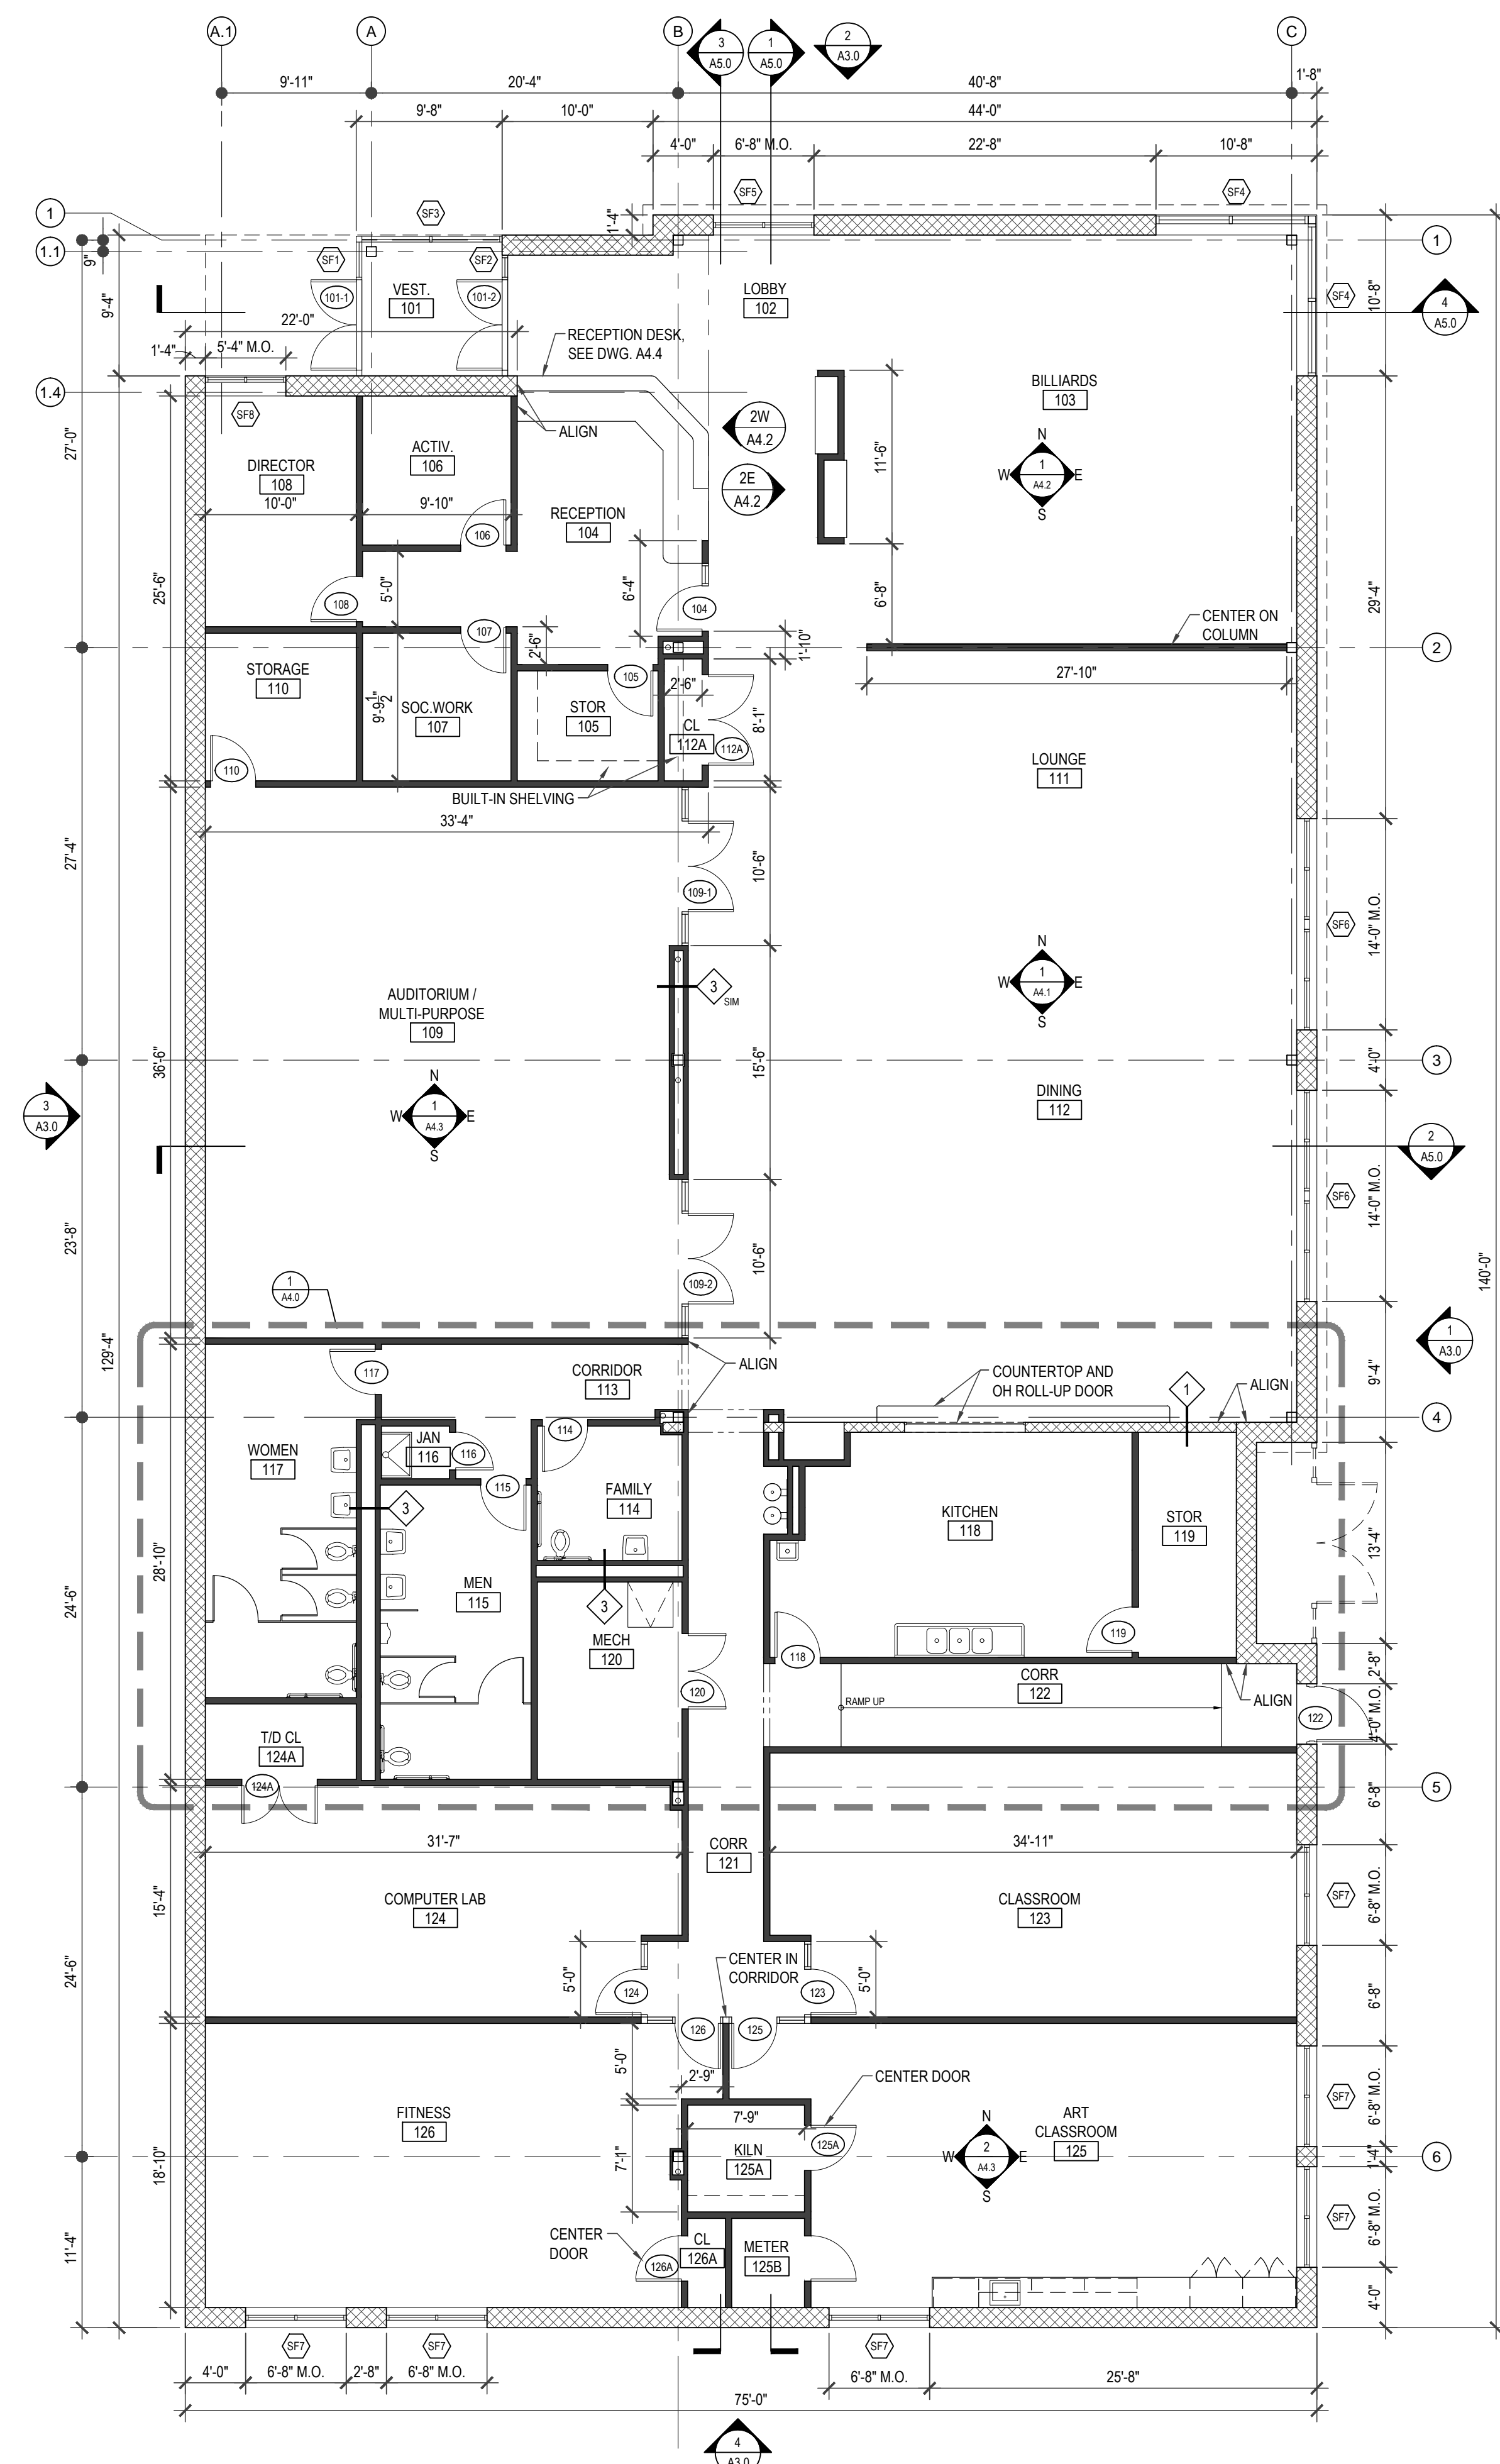 A.1
A
B
C
3
A5.0
1
A5.0
2
A3.0
9'-11"
20'-4"
40'-8"
1'-8"
9'-8"
10'-0"
44'-0"
4'-0"
6'-8" M.O.
22'-8"
10'-8"
SF3
SF5
SF4
1
1'-4"
1
1.1
9"
9'-4"
SF1
SF2
101-1
VEST.
101
101-2
LOBBY
102
10'-8"
SF4
4
A5.0
22'-0"
RECEPTION DESK,
SEE DWG. A4.4
1'-4"
5'-4" M.O.
1.4
SF8
ALIGN
BILLIARDS
103
2W
A4.2
27'-0"
DIRECTOR
108
10'-0"
ACTIV.
106
9'-10"
11'-6"
N
W
1
A4.2
E
S
2E
A4.2
RECEPTION
104
106
25'-6"
5'-0"
6'-4"
6'-8"
29'-4"
108
107
104
CENTER ON
COLUMN
2
2'-6"
1'-10"
27'-10"
STORAGE
110
105
2'-6"
9'-9 1/2"
SOC.WORK
107
STOR
105
CL
112A
112A
8'-1"
110
LOUNGE
111
BUILT-IN SHELVING
33'-4"
27'-4"
10'-6"
109-1
14'-0" M.O.
SF6
AUDITORIUM /
MULTI-PURPOSE
109
3
SIM
N
W
1
A4.1
E
S
36'-6"
15'-6"
4'-0"
3
3
A3.0
N
W
1
A4.3
E
S
DINING
112
2
A5.0
23'-8"
14'-0" M.O.
SF6
10'-6"
109-2
1
A4.0
140'-0"
129'-4"
1
A3.0
117
CORRIDOR
113
ALIGN
COUNTERTOP AND
OH ROLL-UP DOOR
1
ALIGN
9'-4"
4
WOMEN
117
JAN
116
116
114
115
FAMILY
114
3
KITCHEN
118
STOR
119
28'-10"
13'-4"
24'-6"
MEN
115
3
MECH
120
119
118
CORR
122
2'-8"
120
RAMP UP
ALIGN
122
4'-0" M.O.
T/D CL
124A
124A
6'-8"
5
31'-7"
CORR
121
34'-11"
15'-4"
COMPUTER LAB
124
CLASSROOM
123
SF7
6'-8" M.O.
24'-6"
5'-0"
CENTER IN
CORRIDOR
5'-0"
6'-8"
124
123
126
125
5'-0"
2'-9"
CENTER DOOR
FITNESS
126
7'-9"
ART
CLASSROOM
125
6'-8" M.O.
SF7
125A
N
W
2
A4.3
E
S
18'-10"
7'-1"
KILN
125A
1'-4"
6
6'-8" M.O.
SF7
11'-4"
CENTER
DOOR
126A
CL
126A
METER
125B
4'-0"
SF7
SF7
SF7
4'-0"
6'-8" M.O.
2'-8"
6'-8" M.O.
6'-8" M.O.
25'-8"
75'-0"
4
A3.0